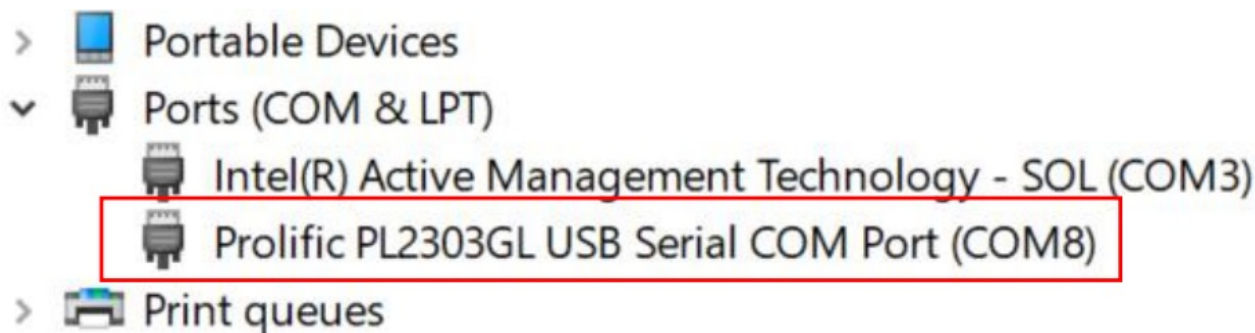 Portable Devices
Ports (COM & LPT)
Intel(R) Active Management Technology - SOL (COM3)
Prolific PL2303GL USB Serial COM Port (COM8)
Print queues